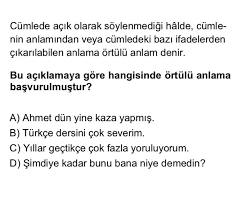 Cümlede açık olarak söylenmediği hâlde, cümle-
nin anlamından veya cümledeki bazı ifadelerden
çıkarılabilen anlama örtülü anlam denir.
Bu açıklamaya göre hangisinde örtülü anlama
başvurulmuştur?
A) Ahmet dün yine kaza yapmış.
B) Türkçe dersini çok severim.
C) Yıllar geçtikçe çok fazla yoruluyorum.
D) Şimdiye kadar bunu bana niye demedin?